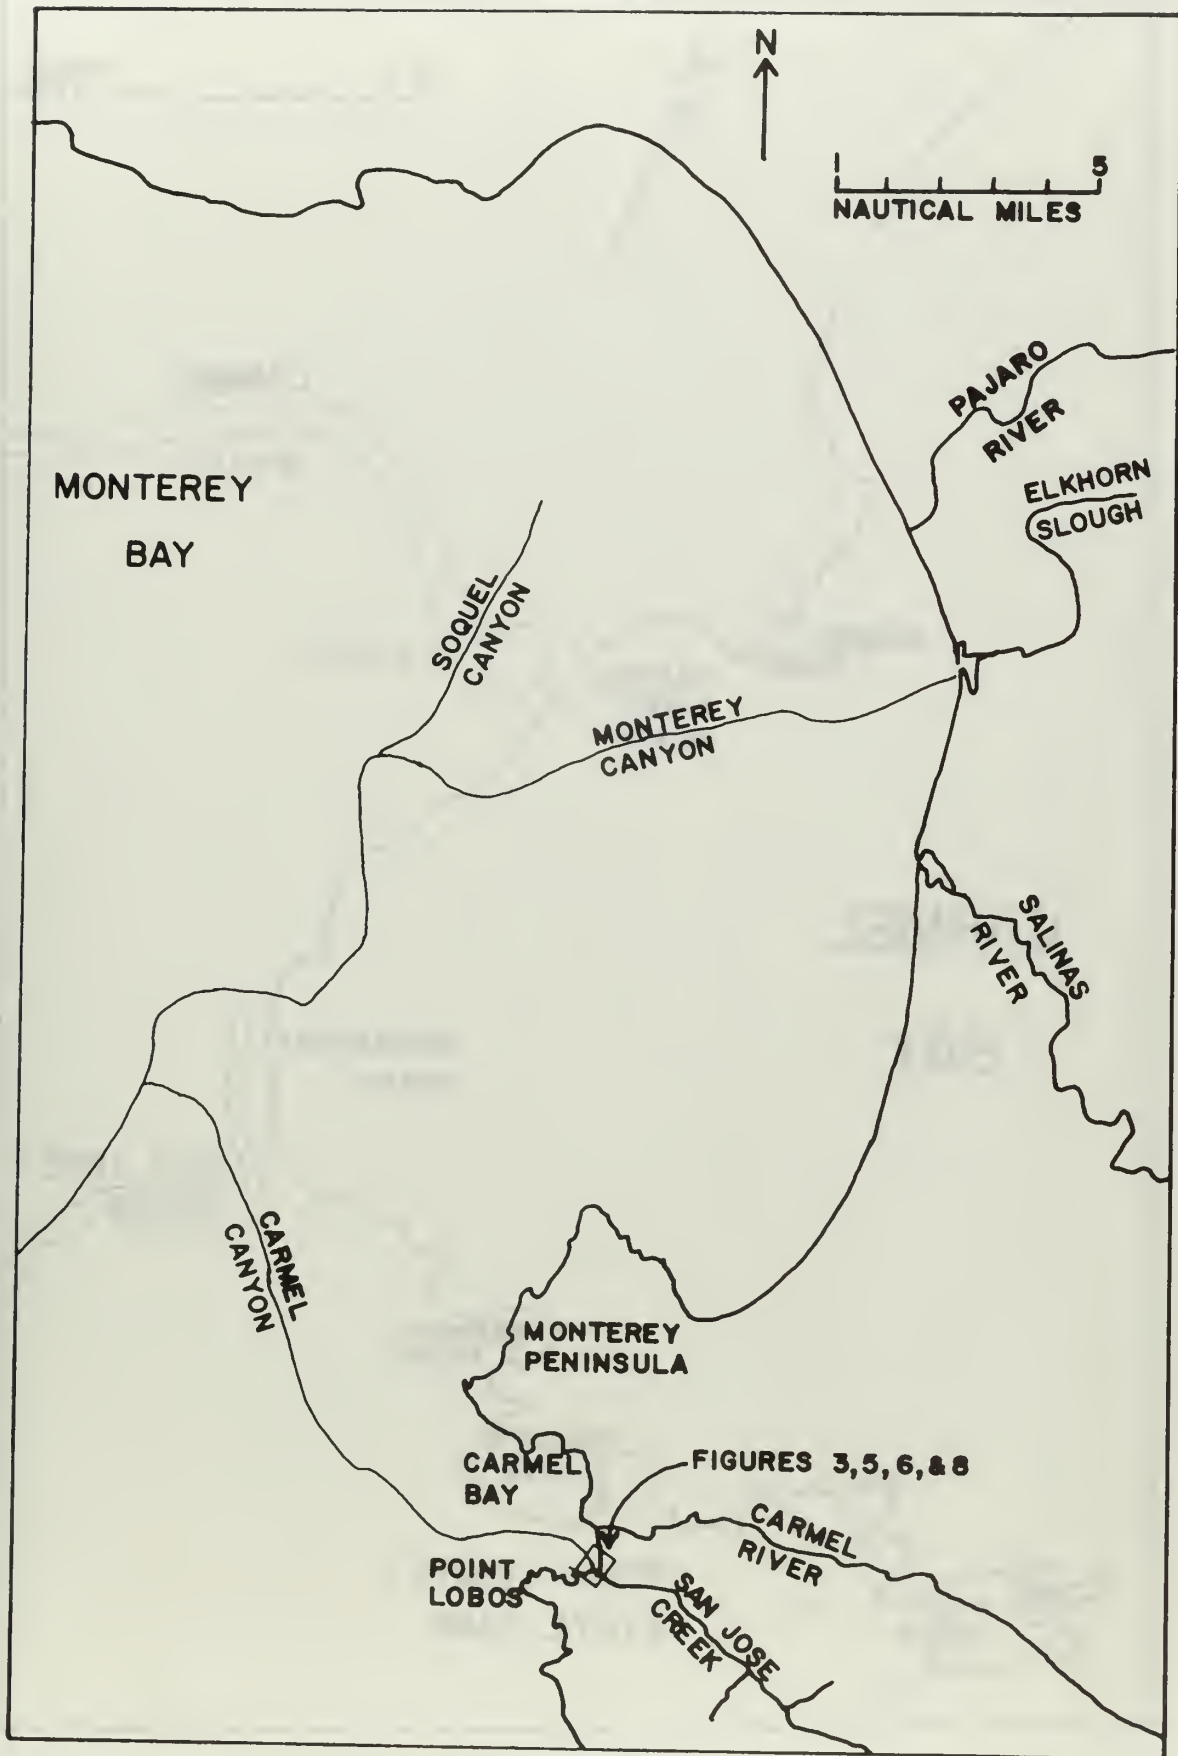 N
1 5
NAUTICAL MILES
PAJARO
RIVER
ELKHORN
SLOUGH
MONTEREY
BAY
SOQUEL
CANYON
MONTEREY
CANYON
SALINAS
RIVER
CARMEL
CANYON
MONTEREY
PENINSULA
CARMEL
BAY
FIGURES 3,5,6,&8
CARMEL
RIVER
POINT
LOBOS
SAN JOSE
CREEK